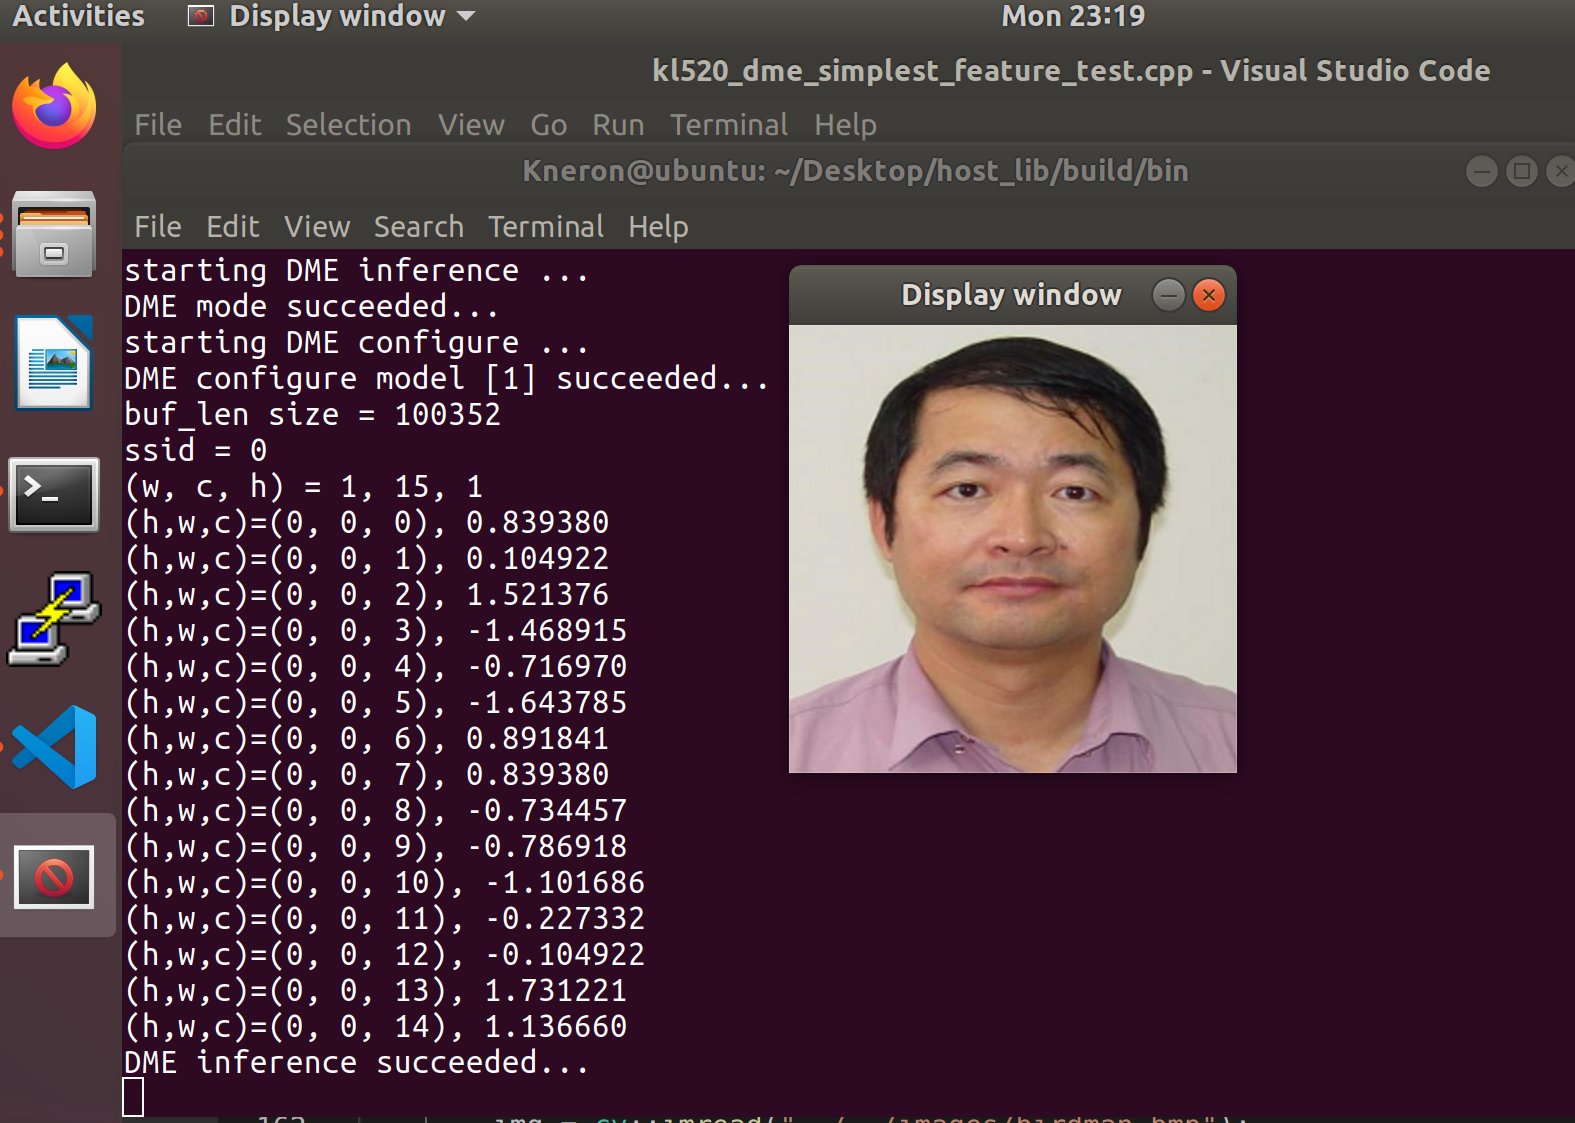 Activities Display window Mon 23:19
kl520_dme_simplest_feature_test.cpp - Visual Studio Code
File Edit Selection View Go Run Terminal Help
Kneron@ubuntu: ~/Desktop/host_lib/build/bin
File Edit View Search Terminal Help
starting DME inference ...
DME mode succeeded...
starting DME configure ...
DME configure model [1] succeeded...
buf_len size = 100352
ssid = 0
(w, c, h) = 1, 15, 1
(h,w,c)=(0, 0, 0), 0.839380
(h,w,c)=(0, 0, 1), 0.104922
(h,w,c)=(0, 0, 2), 1.521376
(h,w,c)=(0, 0, 3), -1.468915
(h,w,c)=(0, 0, 4), -0.716970
(h,w,c)=(0, 0, 5), -1.643785
(h,w,c)=(0, 0, 6), 0.891841
(h,w,c)=(0, 0, 7), 0.839380
(h,w,c)=(0, 0, 8), -0.734457
(h,w,c)=(0, 0, 9), -0.786918
(h,w,c)=(0, 0, 10), -1.101686
(h,w,c)=(0, 0, 11), -0.227332
(h,w,c)=(0, 0, 12), -0.104922
(h,w,c)=(0, 0, 13), 1.731221
(h,w,c)=(0, 0, 14), 1.136660
DME inference succeeded...
Display window